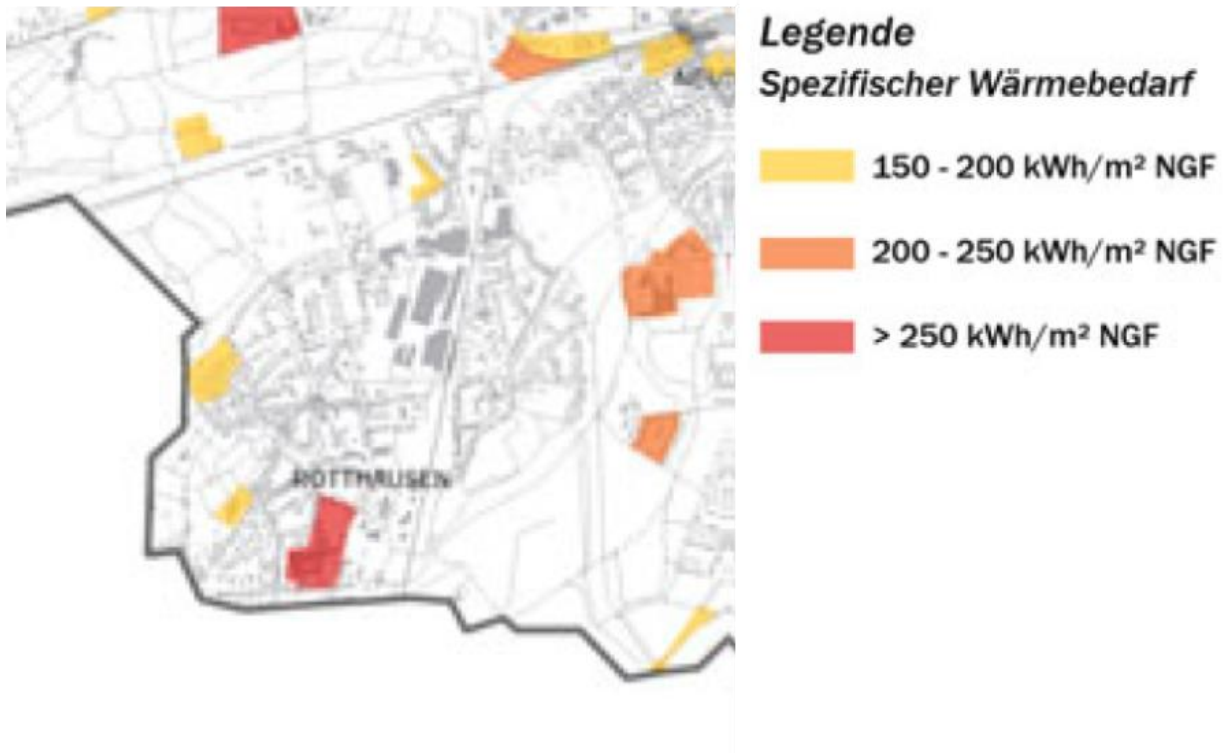 Legende
Spezifischer Wärmebedarf
150 - 200 kWh/m² NGF
200 - 250 kWh/m² NGF
> 250 kWh/m² NGF
ROTTHAUSEN